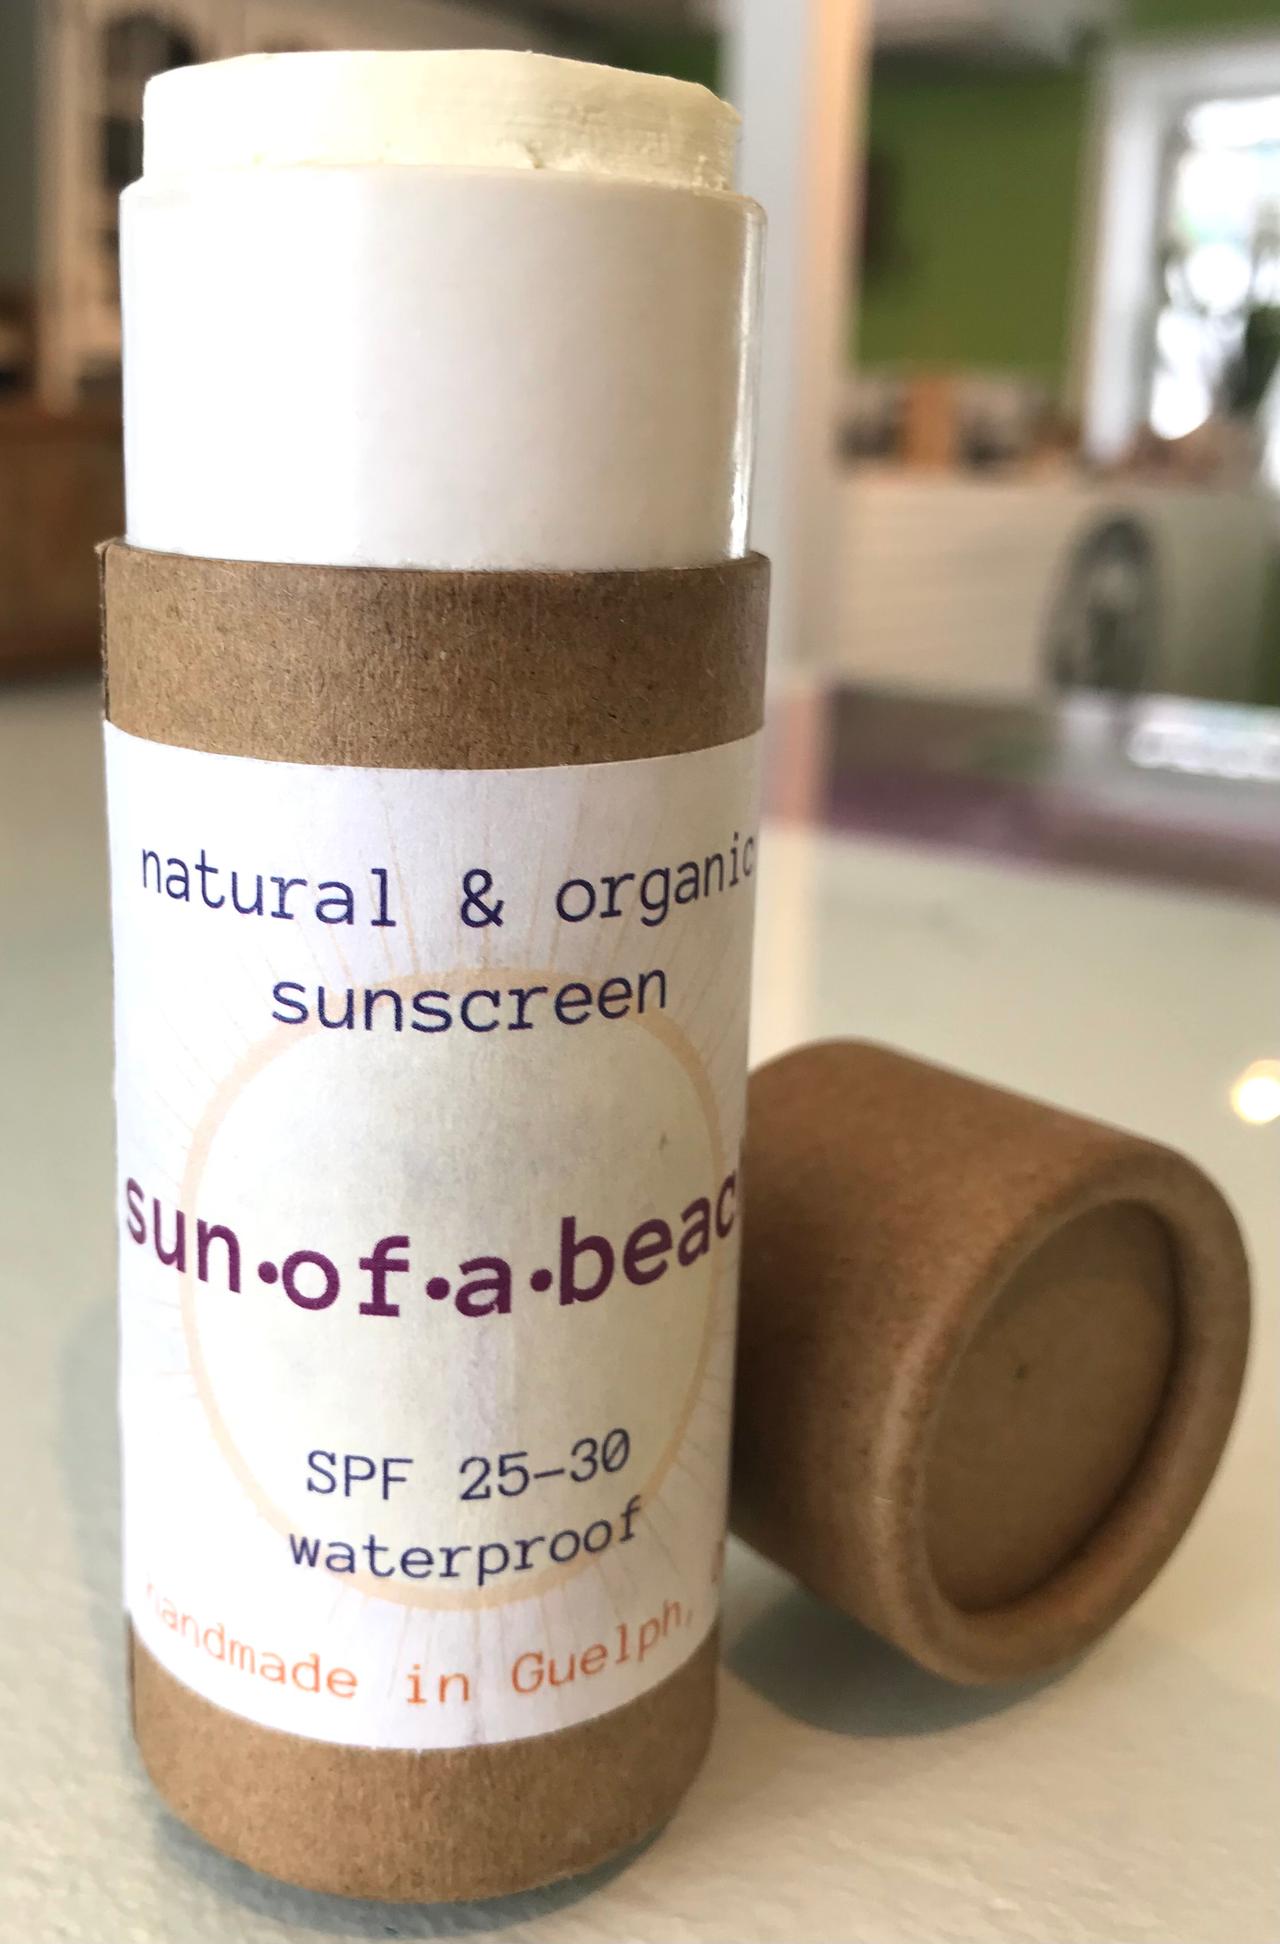 natural & organic
sunscreen
sun•of•a•beac
SPF 25-30
waterproof
handmade in Guelph,